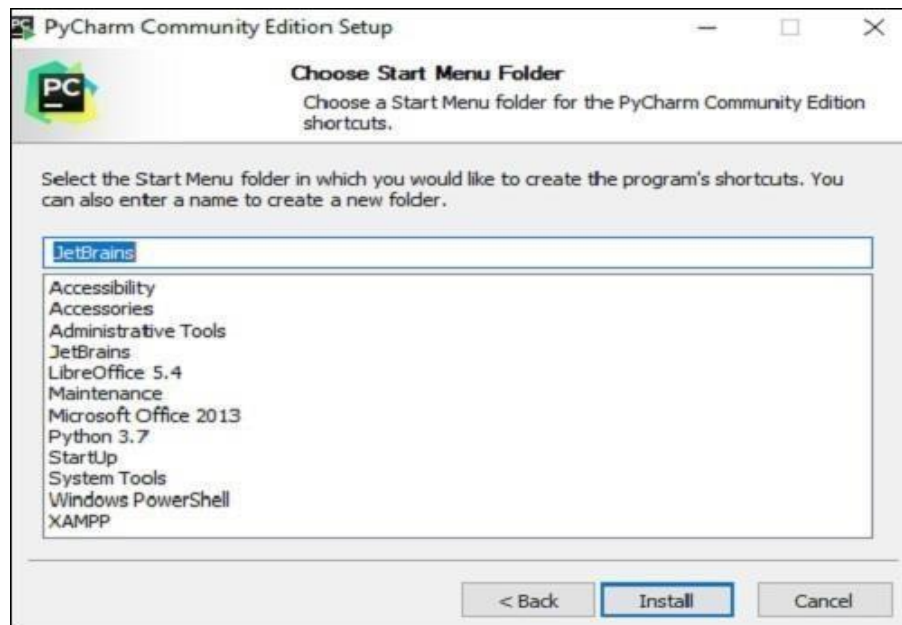 PyCharm Community Edition Setup
PC
Choose Start Menu Folder
Choose a Start Menu folder for the PyCharm Community Edition
shortcuts.
Select the Start Menu folder in which you would like to create the program's shortcuts. You
can also enter a name to create a new folder.
JetBrains
Accessibility
Accessories
Administrative Tools
JetBrains
LibreOffice 5.4
Maintenance
Microsoft Office 2013
Python 3.7
StartUp
System Tools
Windows PowerShell
XAMPP
< Back Install Cancel